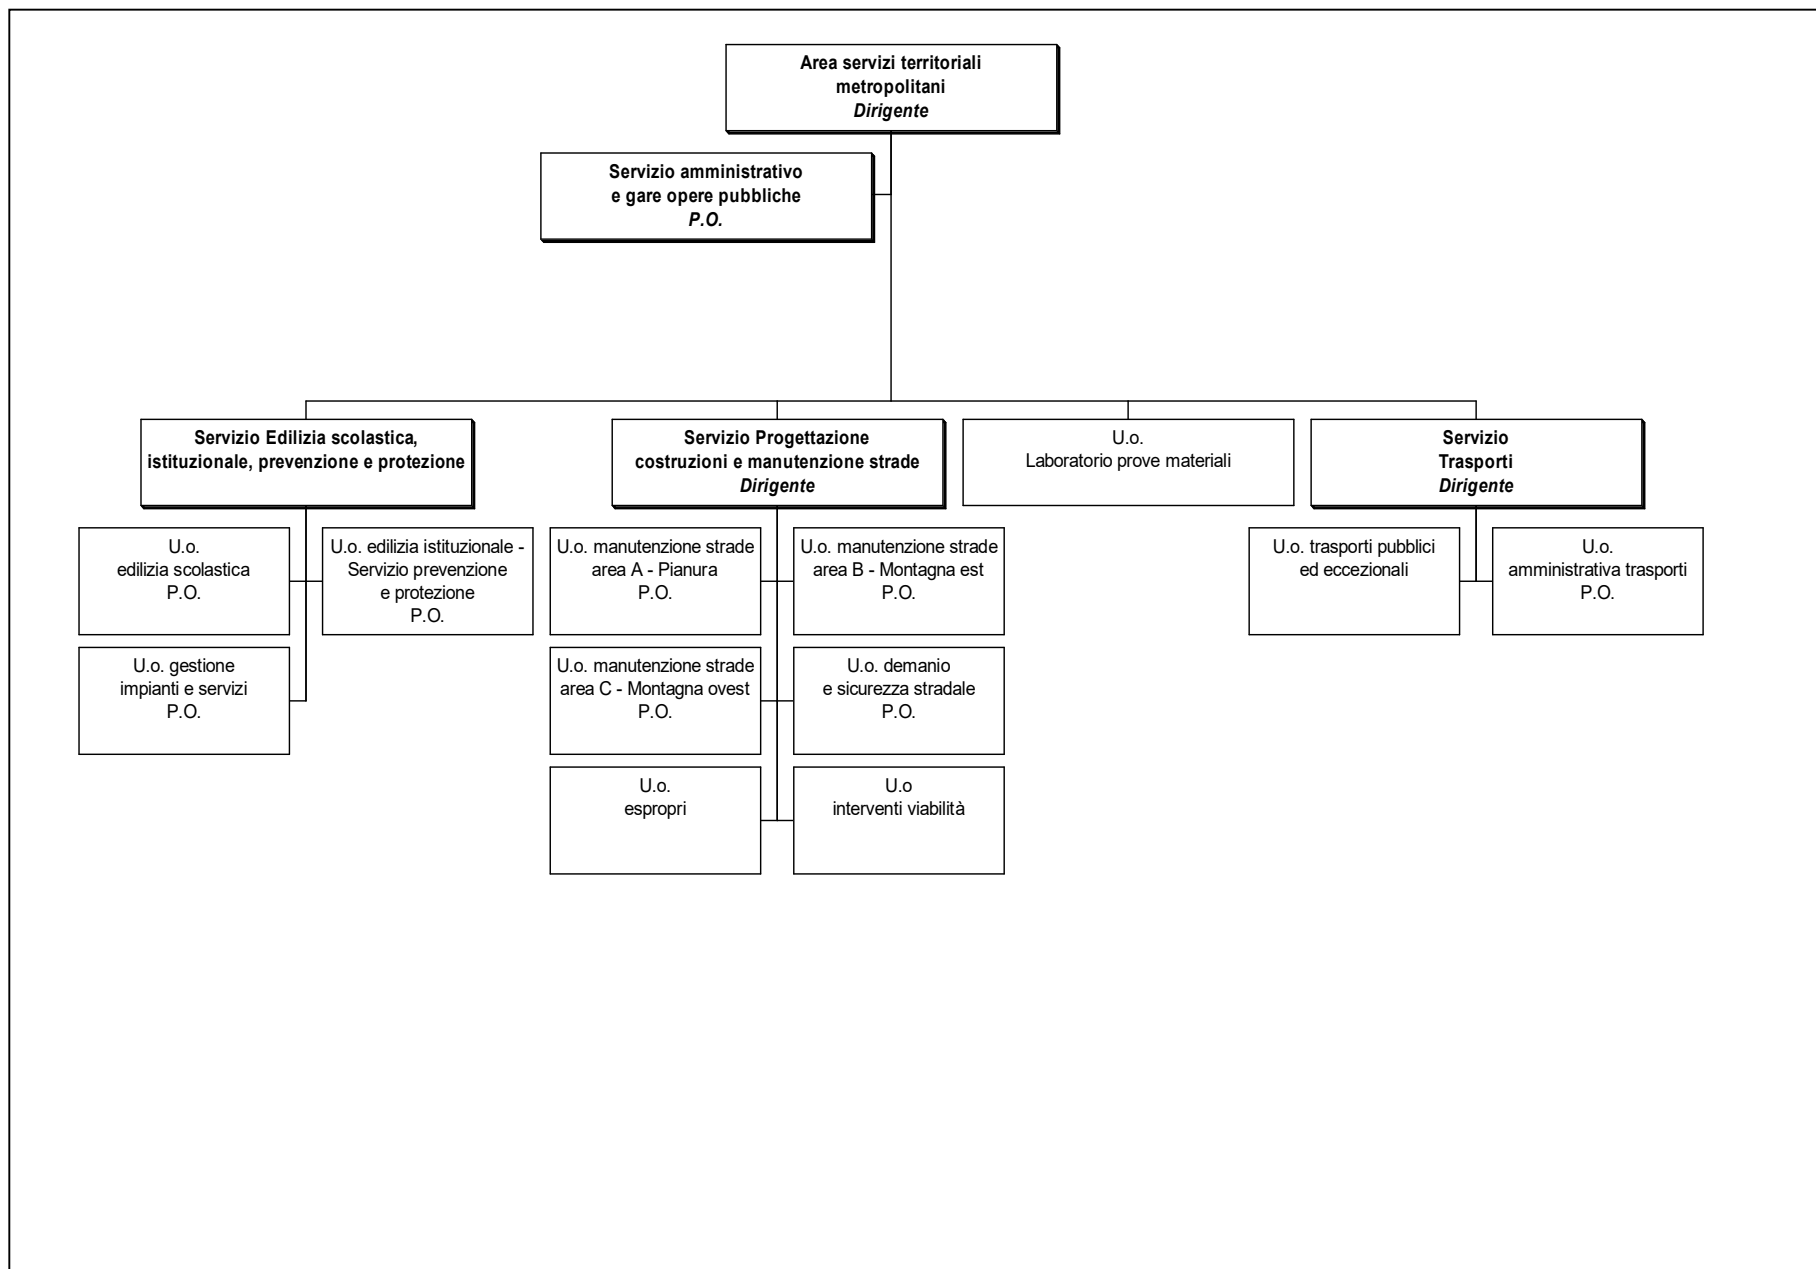 Area servizi territoriali
metropolitani
Dirigente
Servizio amministrativo
e gare opere pubbliche
P.O.
Servizio Edilizia scolastica,
istituzionale, prevenzione e protezione
Servizio Progettazione
costruzioni e manutenzione strade
Dirigente
U.o.
Laboratorio prove materiali
Servizio
Trasporti
Dirigente
U.o.
edilizia scolastica
P.O.
U.o. edilizia istituzionale -
Servizio prevenzione
e protezione
P.O.
U.o. manutenzione strade
area A - Pianura
P.O.
U.o. manutenzione strade
area B - Montagna est
P.O.
U.o. trasporti pubblici
ed eccezionali
U.o.
amministrativa trasporti
P.O.
U.o. gestione
impianti e servizi
P.O.
U.o. manutenzione strade
area C - Montagna ovest
P.O.
U.o. demanio
e sicurezza stradale
P.O.
U.o.
espropri
U.o
interventi viabilità